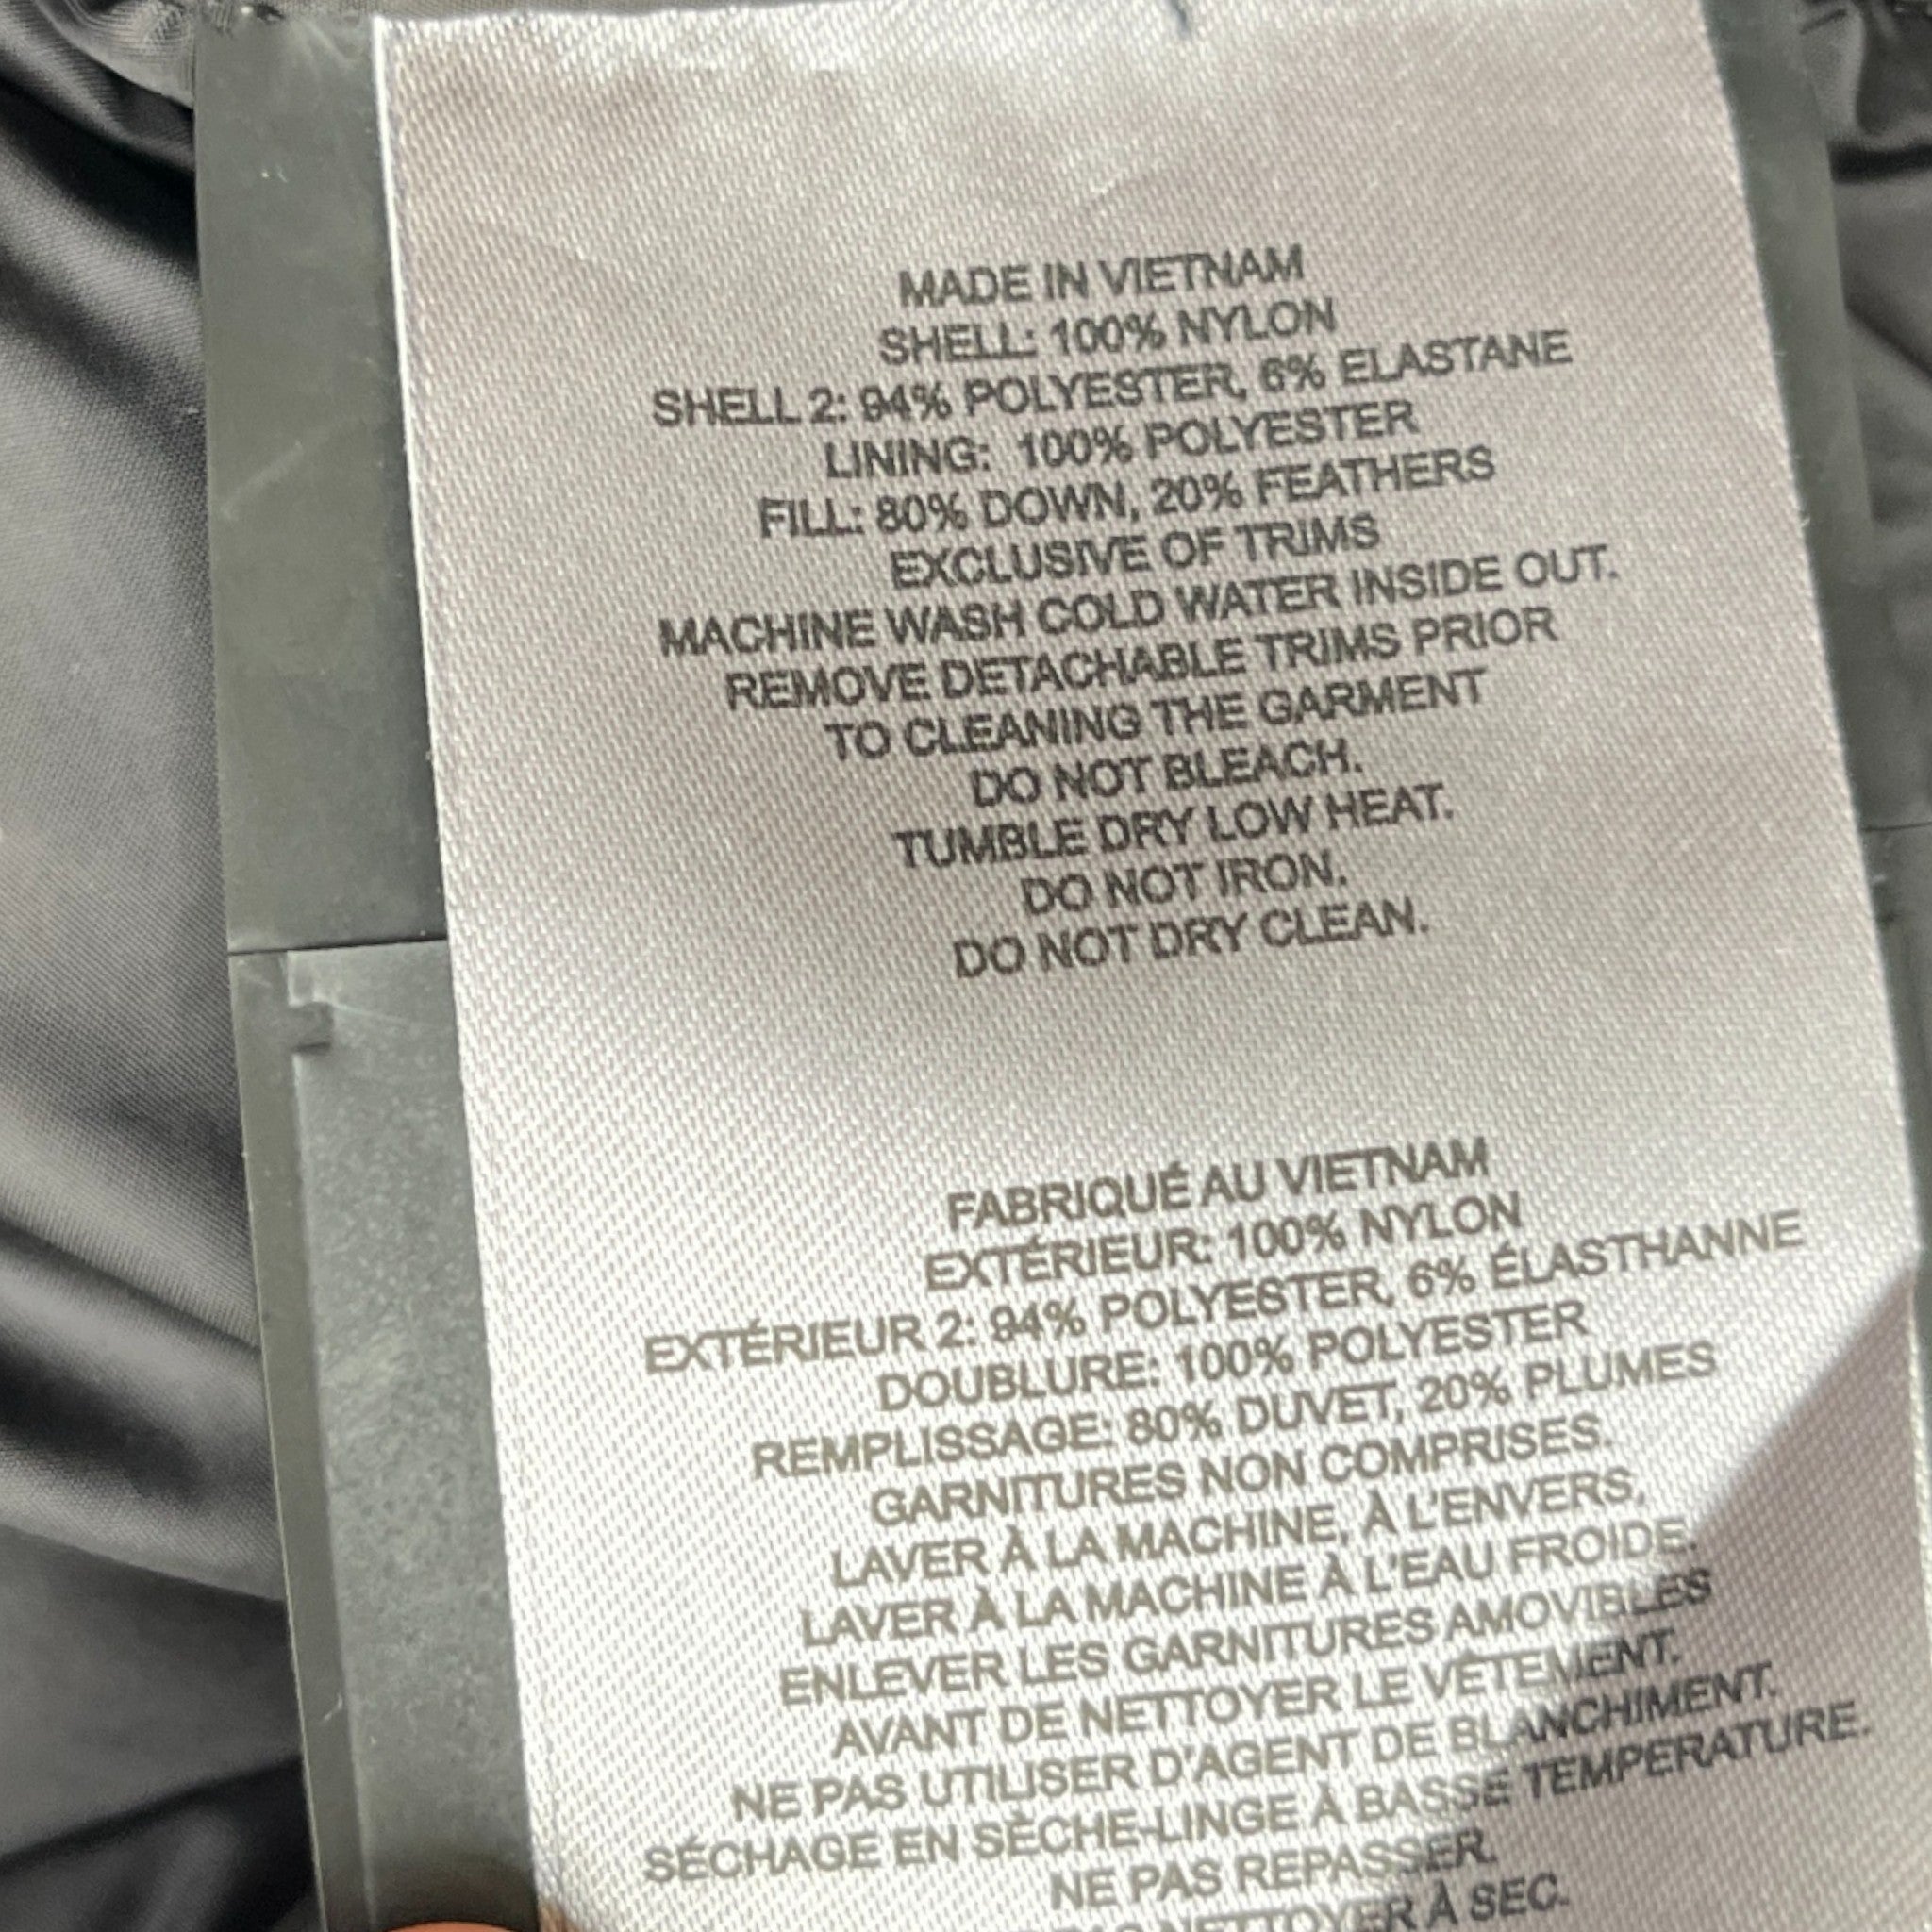 MADE IN VIETNAM
SHELL: 100% NYLON
SHELL 2: 94% POLYESTER, 6% ELASTANE
LINING: 100% POLYESTER
FILL: 80% DOWN, 20% FEATHERS
EXCLUSIVE OF TRIMS
MACHINE WASH COLD WATER INSIDE OUT.
REMOVE DETACHABLE TRIMS PRIOR
TO CLEANING THE GARMENT
DO NOT BLEACH.
TUMBLE DRY LOW HEAT.
DO NOT IRON.
DO NOT DRY CLEAN.
FABRIQUÉ AU VIETNAM
EXTÉRIEUR: 100% NYLON
EXTÉRIEUR 2: 94% POLYESTER, 6% ÉLASTHANNE
DOUBLURE: 100% POLYESTER
REMPLISSAGE: 80% DUVET, 20% PLUMES
GARNITURES NON COMPRISES.
LAVER À LA MACHINE, À L'ENVERS,
LAVER À LA MACHINE À L'EAU FROIDE.
ENLEVER LES GARNITURES AMOVIBLES
AVANT DE NETTOYER LE VÊTEMENT.
NE PAS UTILISER D'AGENT DE BLANCHIMENT.
SÉCHAGE EN SÈCHE-LINGE À BASSE TEMPERATURE.
NE PAS REPASSER.
NETTOYER À SEC.